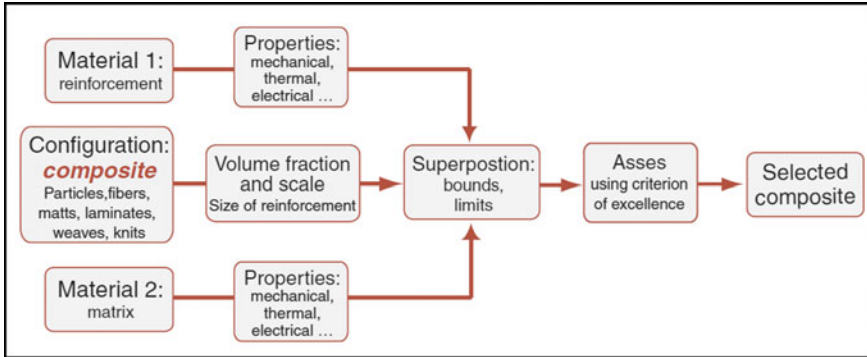 Material 1:
reinforcement
Properties:
mechanical,
thermal,
electrical ...
Configuration:
composite
Particles,fibers,
matts, laminates,
weaves, knits
Volume fraction
and scale
Size of reinforcement
Superpostion:
bounds,
limits
Asses
using criterion
of excellence
Selected
composite
Material 2:
matrix
Properties:
mechanical,
thermal,
electrical ...